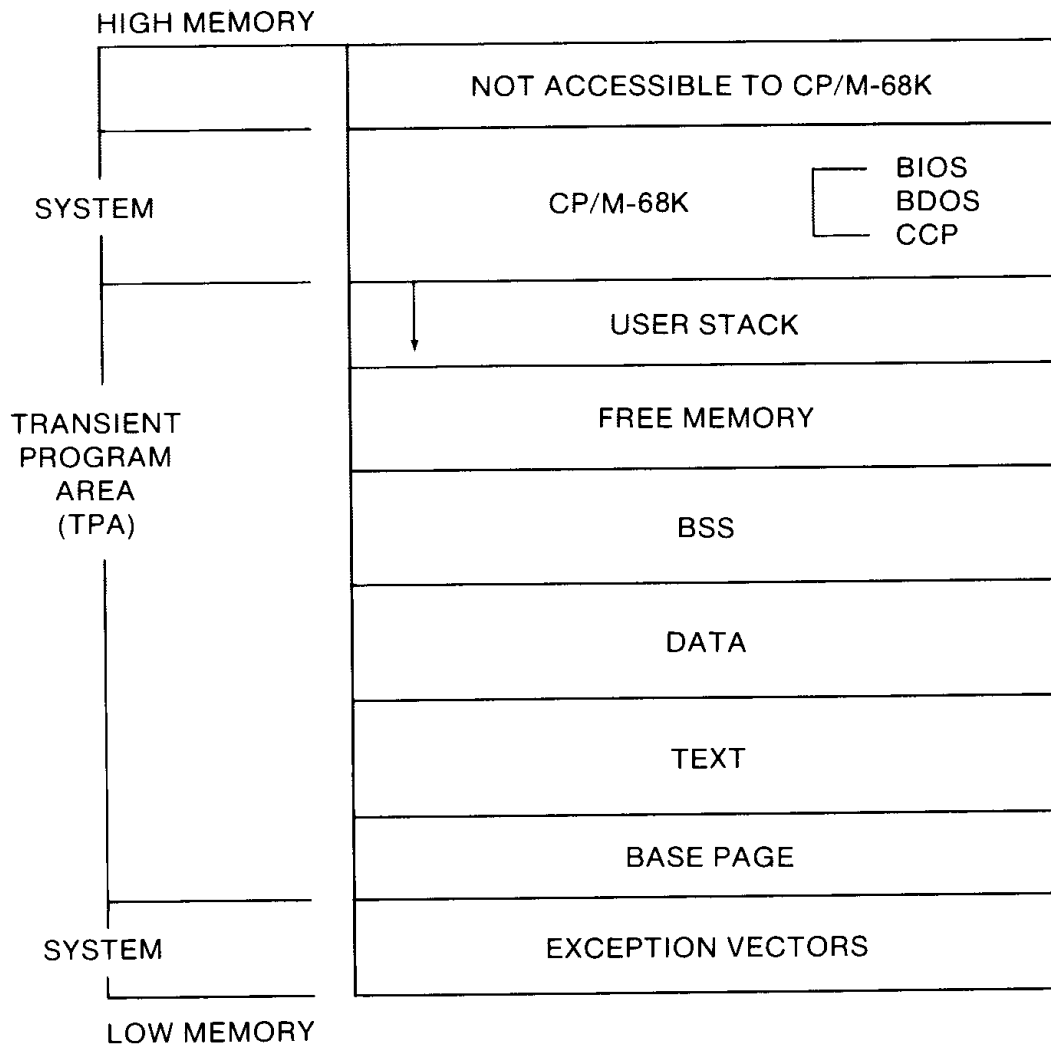 HIGH MEMORY
NOT ACCESSIBLE TO CP/M-68K
SYSTEM
CP/M-68K
BIOS
BDOS
CCP
USER STACK
TRANSIENT
PROGRAM
AREA
(TPA)
FREE MEMORY
BSS
DATA
TEXT
BASE PAGE
SYSTEM
EXCEPTION VECTORS
LOW MEMORY